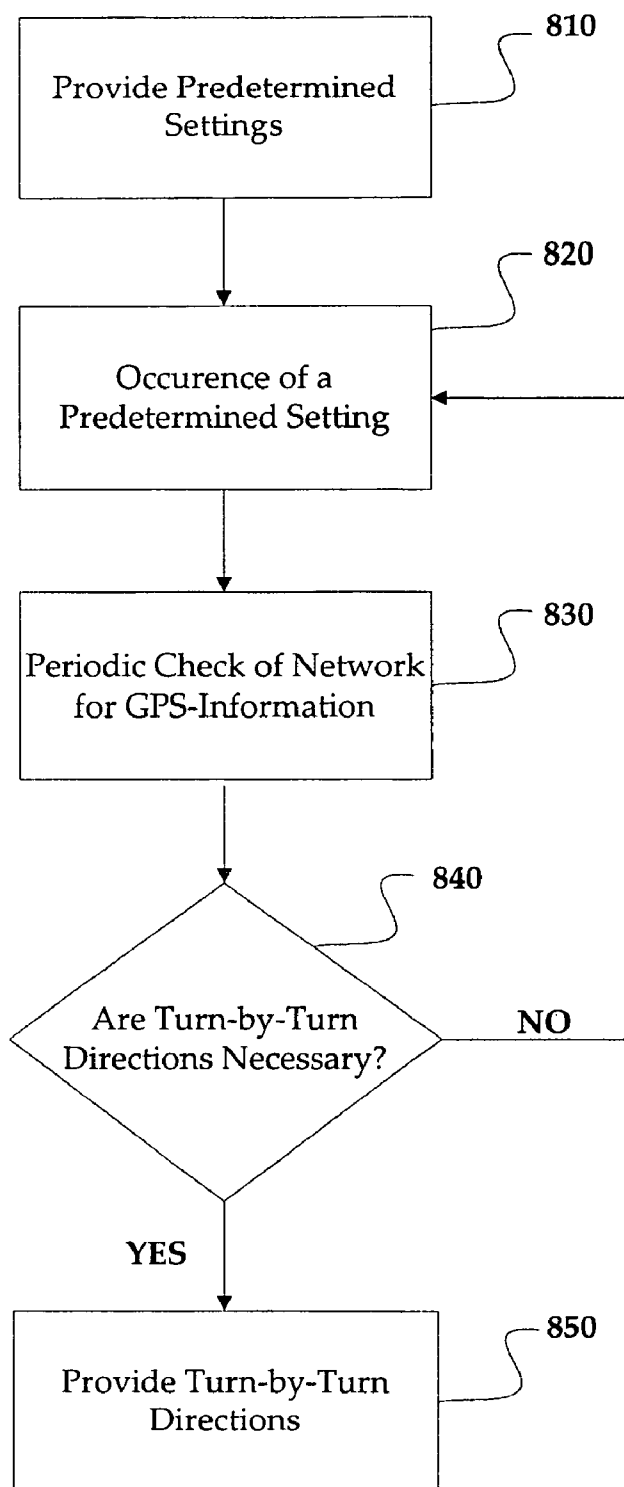 810
Provide Predetermined
Settings
820
Occurence of a
Predetermined Setting
830
Periodic Check of Network
for GPS-Information
840
Are Turn-by-Turn
Directions Necessary?
NO
YES
850
Provide Turn-by-Turn
Directions